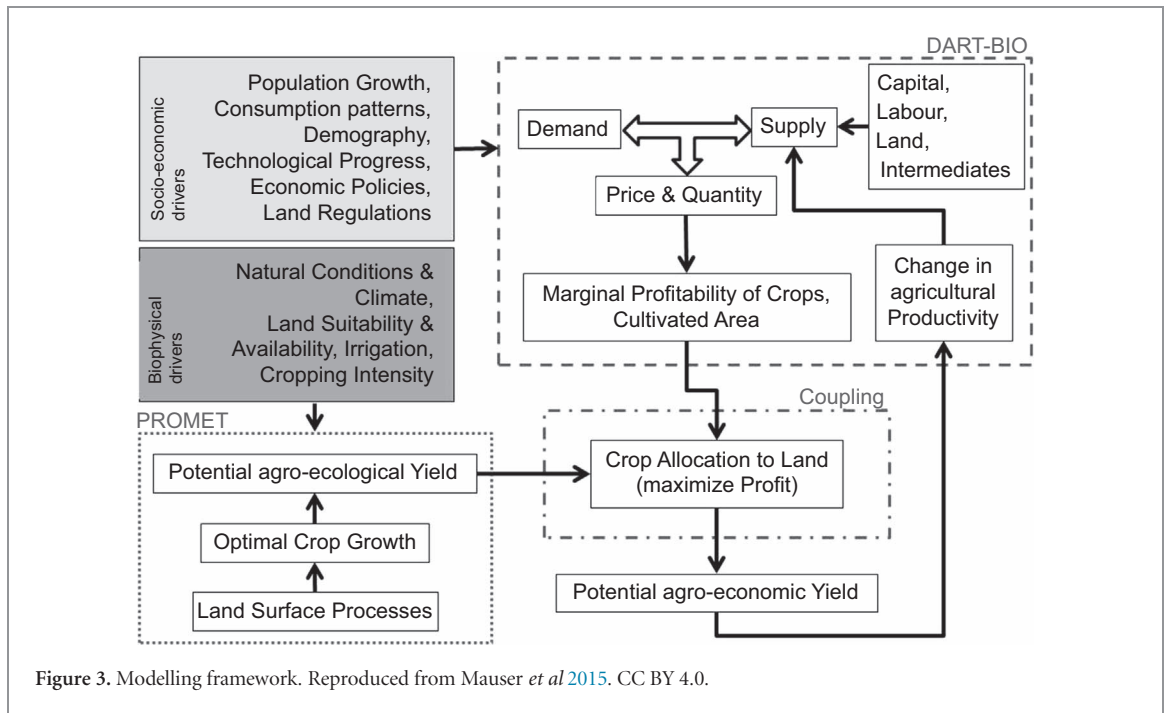 Socio-economic
drivers
Population Growth,
Consumption patterns,
Demography,
Technological Progress,
Economic Policies,
Land Regulations
Biophysical
drivers
Natural Conditions &
Climate,
Land Suitability &
Availability, Irrigation,
Cropping Intensity
DART-BIO
Demand
Supply
Capital,
Labour,
Land,
Intermediates
Price & Quantity
Marginal Profitability of Crops,
Cultivated Area
Change in
agricultural
Productivity
PROMET
Potential agro-ecological Yield
Optimal Crop Growth
Land Surface Processes
Coupling
Crop Allocation to Land
(maximize Profit)
Potential agro-economic Yield
Figure 3. Modelling framework. Reproduced from Mauser et al 2015. CC BY 4.0.